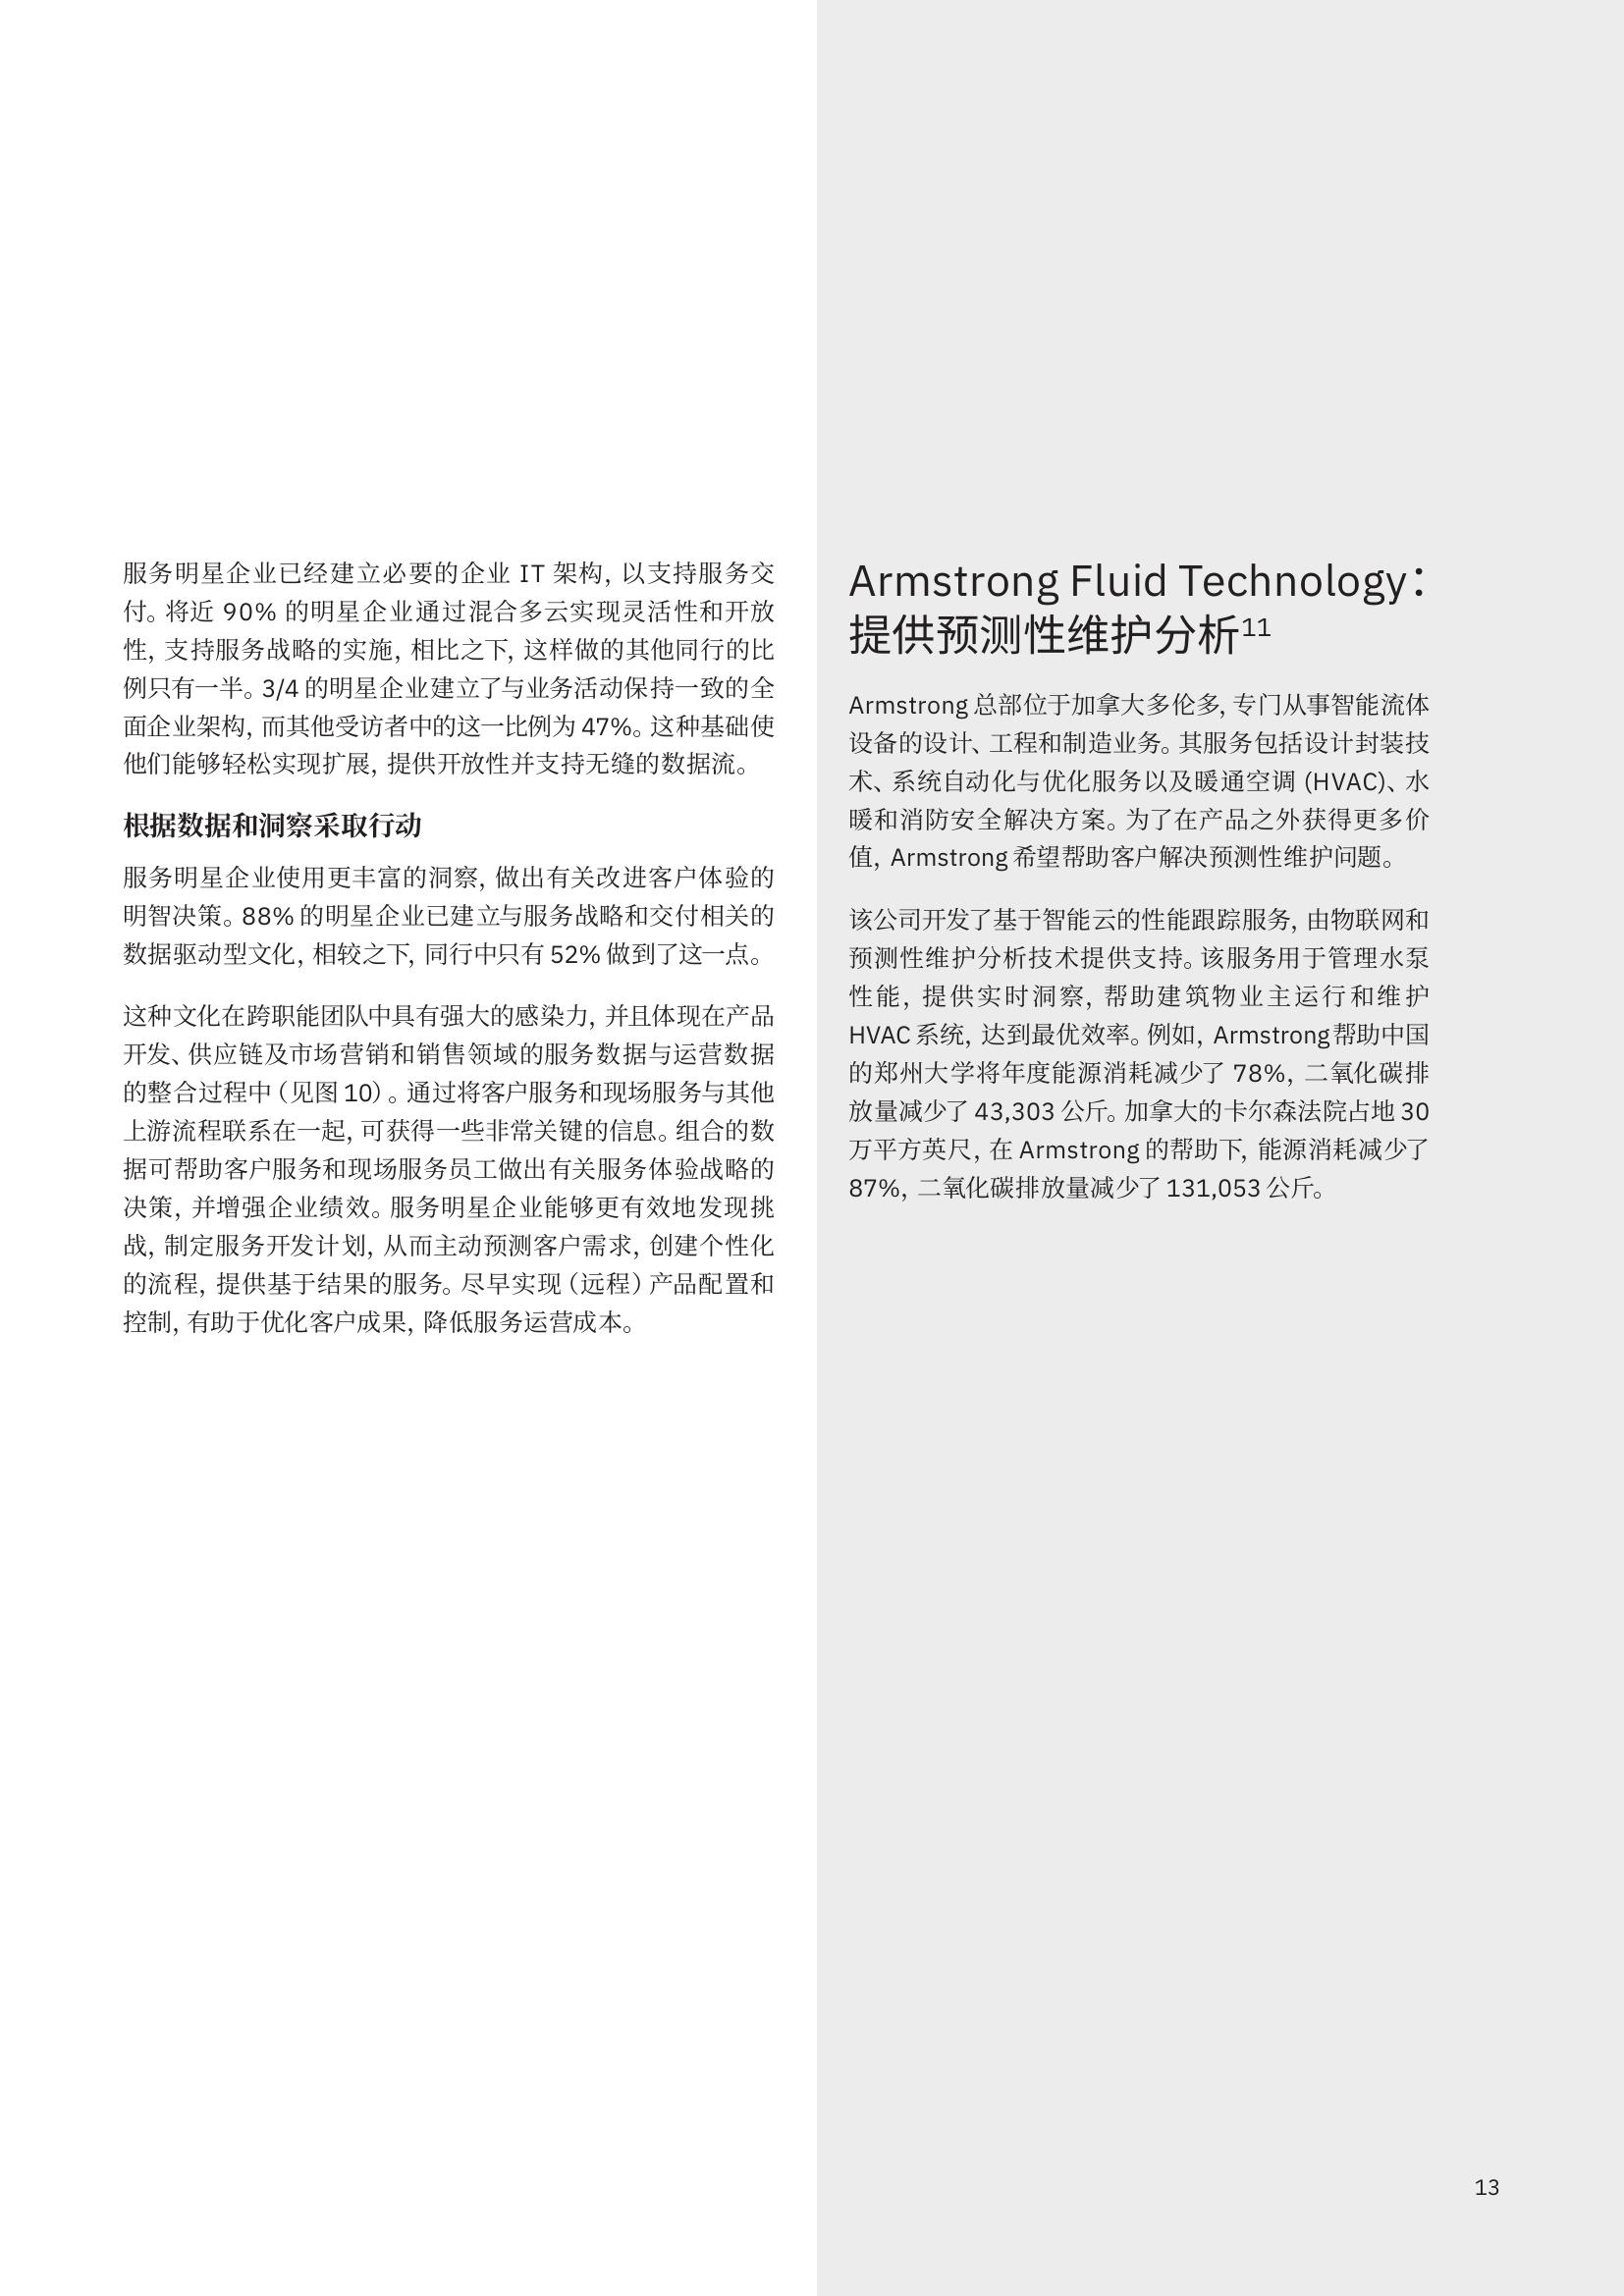 服务明星企业已经建立必要的企业 IT 架构, 以支持服务交
付。将近 90% 的明星企业通过混合多云实现灵活性和开放
性, 支持服务战略的实施, 相比之下, 这样做的其他同行的比
例只有一半。3/4 的明星企业建立了与业务活动保持一致的全
面企业架构, 而其他受访者中的这一比例为 47%。这种基础使
他们能够轻松实现扩展, 提供开放性并支持无缝的数据流。
根据数据和洞察采取行动
服务明星企业使用更丰富的洞察, 做出有关改进客户体验的
明智决策。88% 的明星企业已建立与服务战略和交付相关的
数据驱动型文化, 相较之下, 同行中只有 52% 做到了这一点。
这种文化在跨职能团队中具有强大的感染力, 并且体现在产品
开发、供应链及市场营销和销售领域的服务数据与运营数据
的整合过程中（见图 10）。通过将客户服务和现场服务与其他
上游流程联系在一起, 可获得一些非常关键的信息。组合的数
据可帮助客户服务和现场服务员工做出有关服务体验战略的
决策, 并增强企业绩效。服务明星企业能够更有效地发现挑
战, 制定服务开发计划, 从而主动预测客户需求, 创建个性化
的流程, 提供基于结果的服务。尽早实现（远程）产品配置和
控制, 有助于优化客户成果, 降低服务运营成本。
Armstrong Fluid Technology：
提供预测性维护分析11
Armstrong 总部位于加拿大多伦多, 专门从事智能流体
设备的设计、工程和制造业务。其服务包括设计封装技
术、系统自动化与优化服务以及暖通空调 (HVAC)、水
暖和消防安全解决方案。为了在产品之外获得更多价
值, Armstrong 希望帮助客户解决预测性维护问题。
该公司开发了基于智能云的性能跟踪服务, 由物联网和
预测性维护分析技术提供支持。该服务用于管理水泵
性能, 提供实时洞察, 帮助建筑物业主运行和维护
HVAC 系统, 达到最优效率。例如, Armstrong 帮助中国
的郑州大学将年度能源消耗减少了 78%, 二氧化碳排
放量减少了 43,303 公斤。加拿大的卡尔森法院占地 30
万平方英尺, 在 Armstrong 的帮助下, 能源消耗减少了
87%, 二氧化碳排放量减少了 131,053 公斤。
13